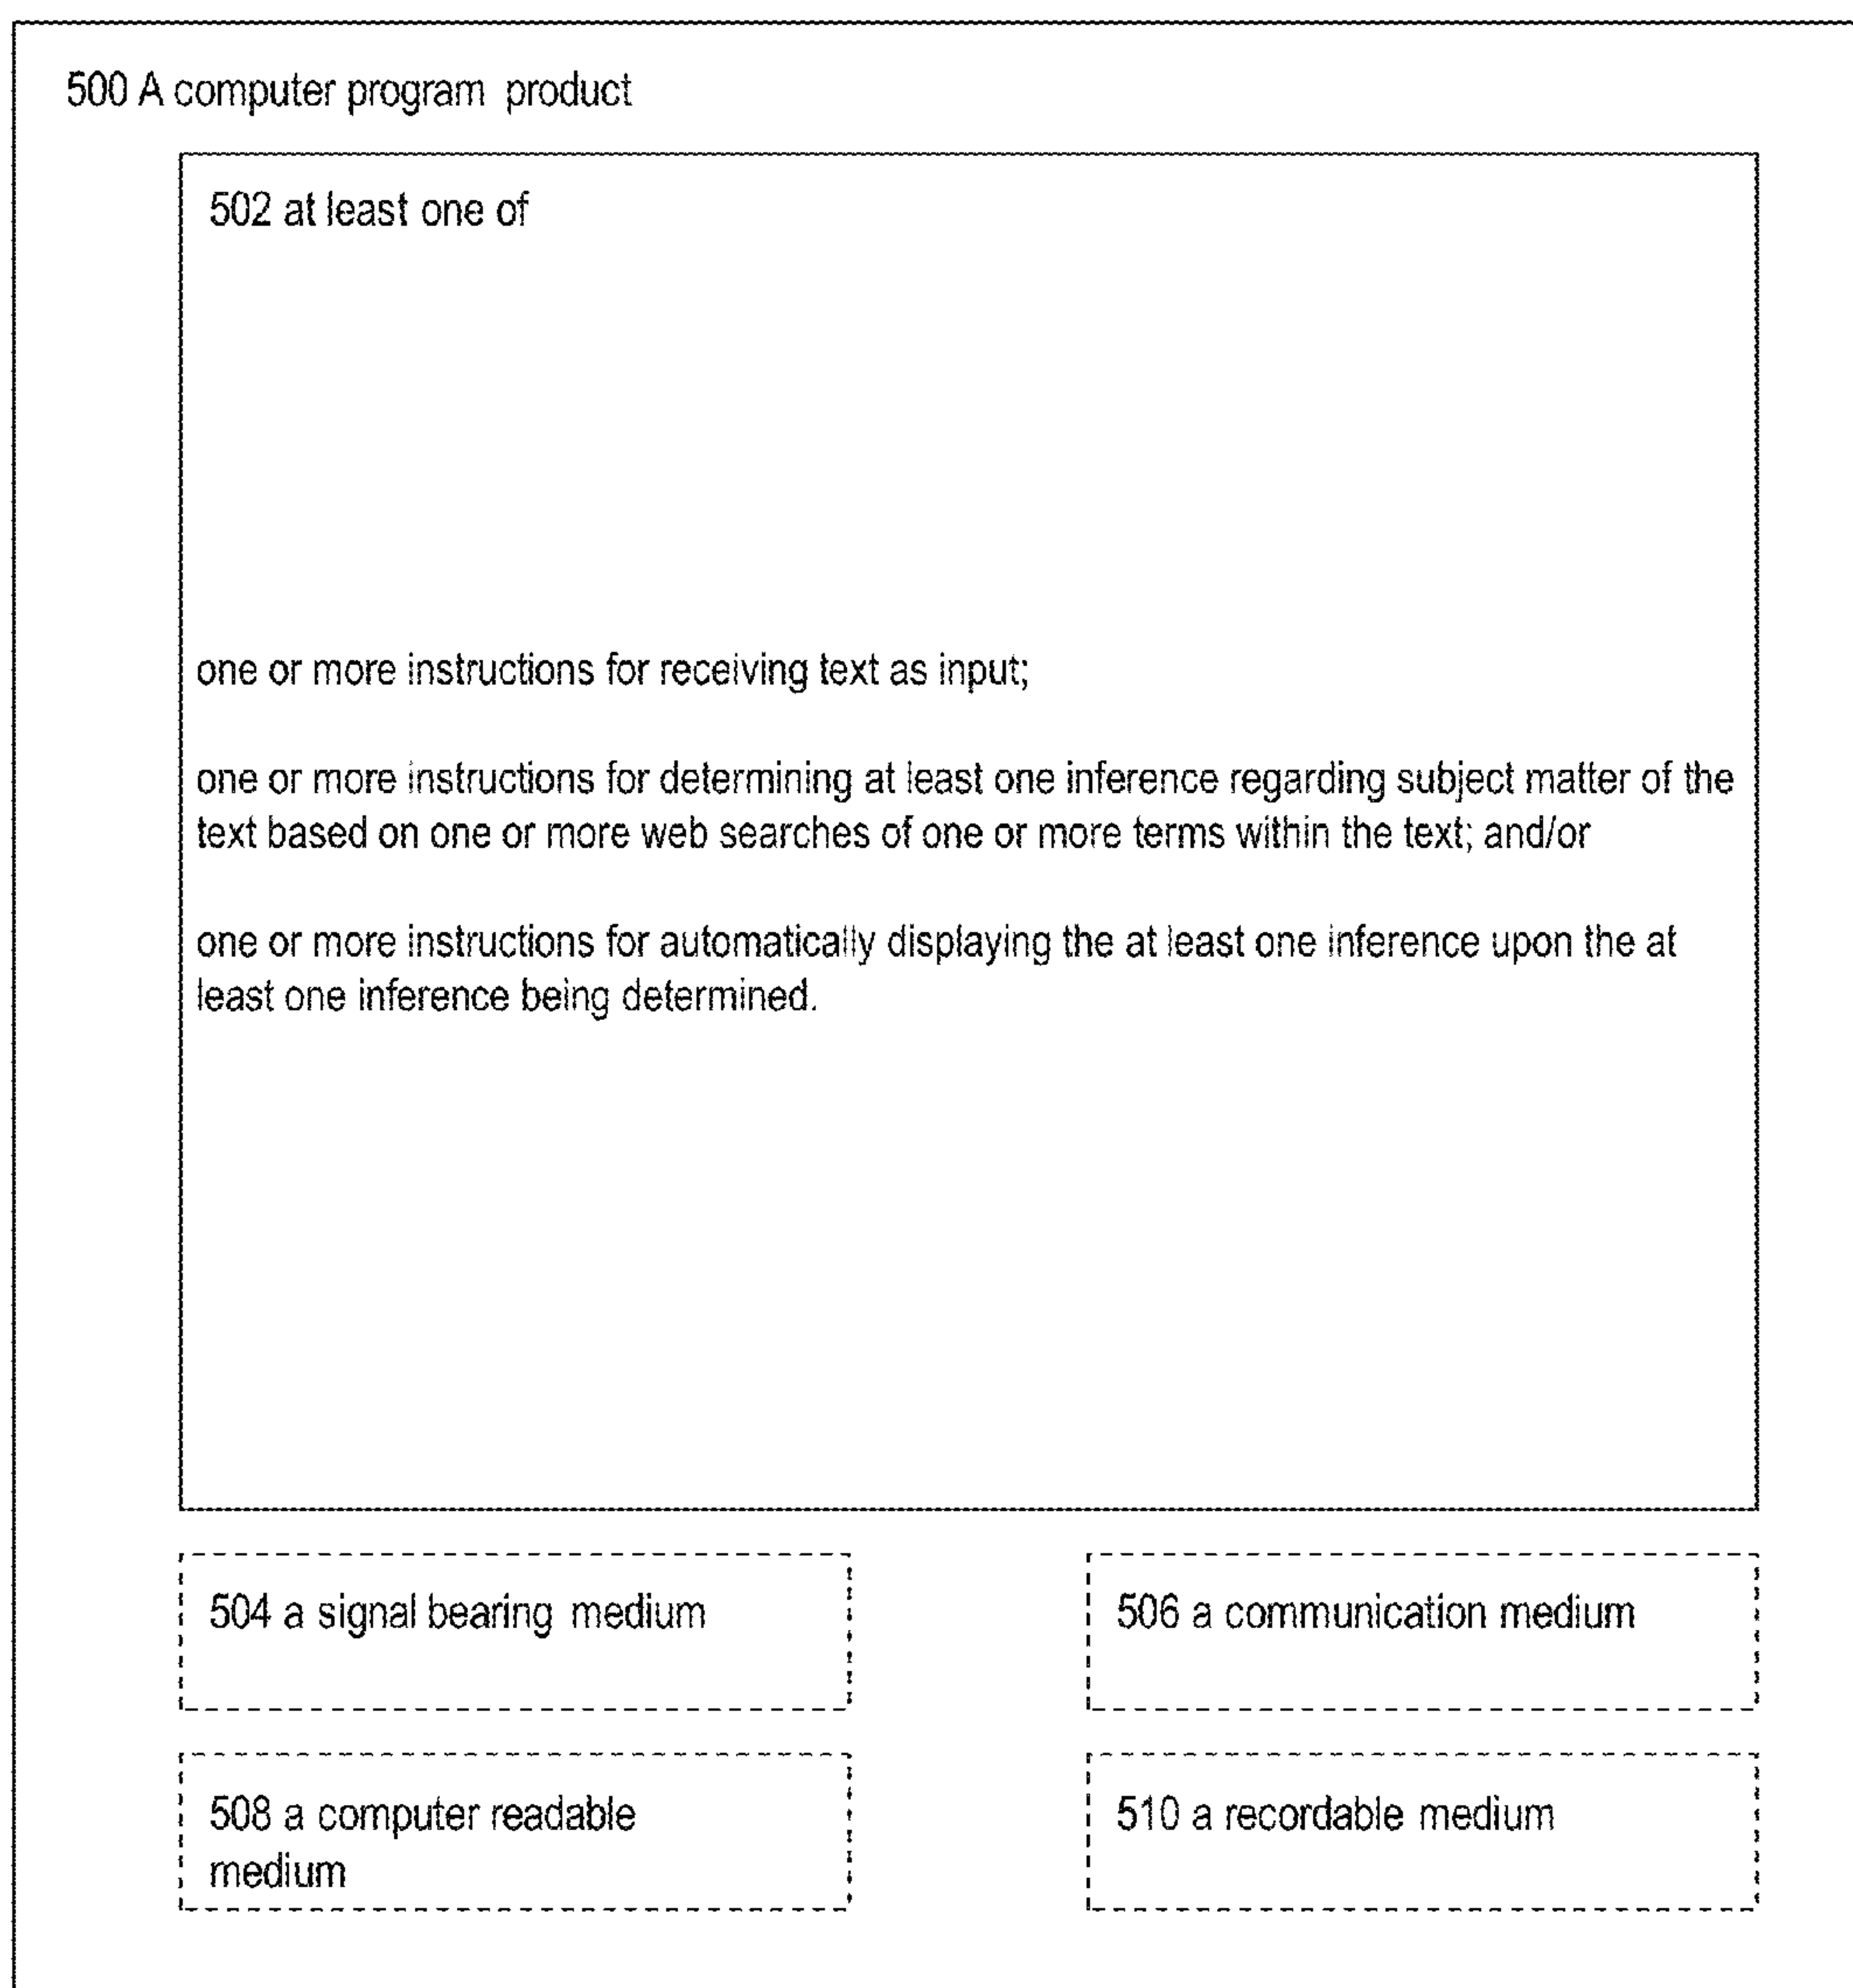 500 A computer program product
502 at least one of
one or more instructions for receiving text as input;
one or more instructions for determining at least one inference regarding subject matter of the
text based on one or more web searches of one or more terms within the text; and/or
one or more instructions for automatically displaying the at least one inference upon the at
least one inference being determined.
504 a signal bearing medium
506 a communication medium
508 a computer readable
medium
510 a recordable medium